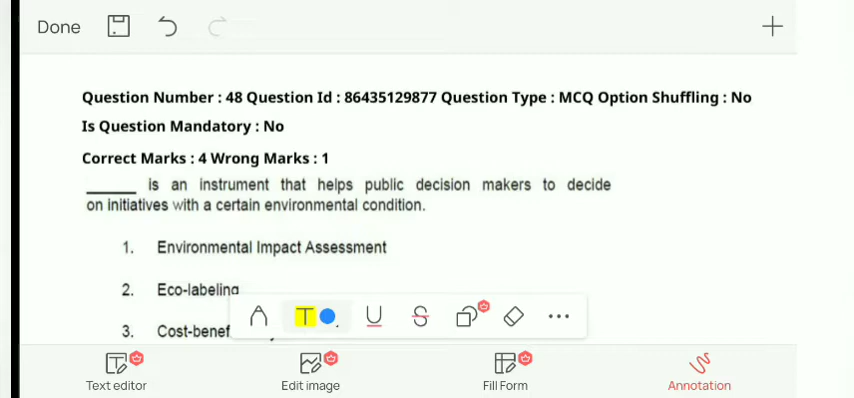 Done
Question Number : 48 Question Id : 86435129877 Question Type : MCQ Option Shuffling : No
Is Question Mandatory : No
Correct Marks : 4 Wrong Marks : 1
______ is an instrument that helps public decision makers to decide
on initiatives with a certain environmental condition.
1. Environmental Impact Assessment
2. Eco-labeling
3. Cost-benef
Text editor
Edit image
Fill Form
Annotation